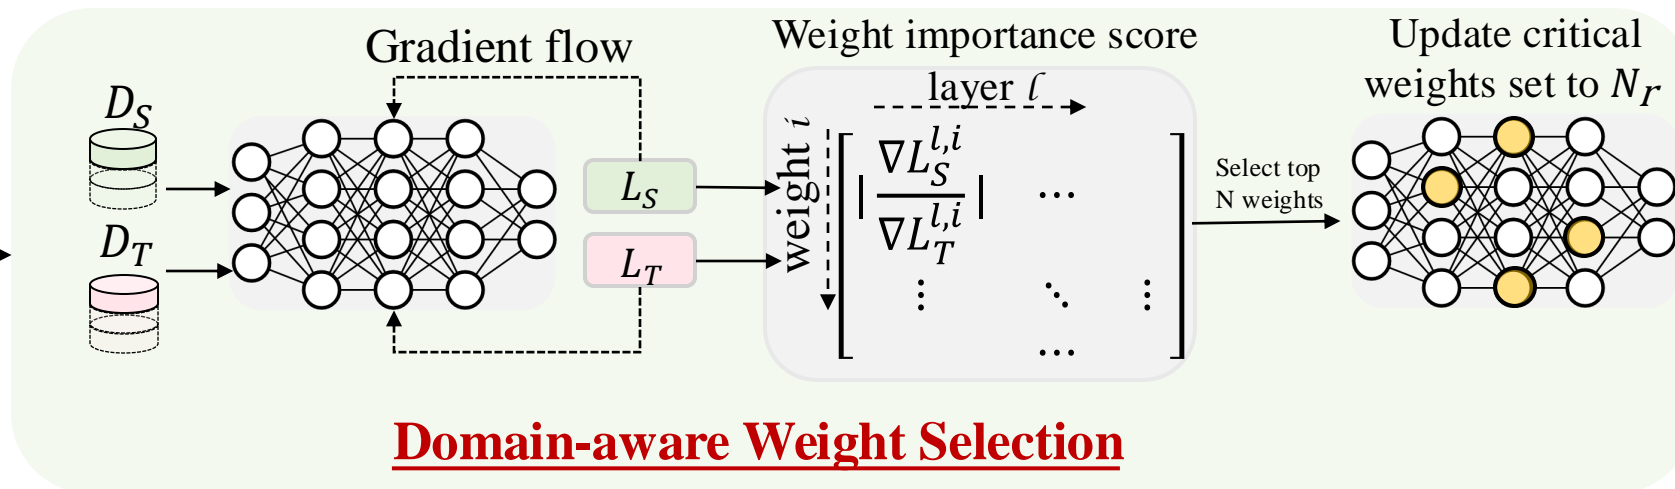 Gradient flow
Weight importance score
Update critical
weights set to N_r
D_S
D_T
L_S
L_T
layer l
weight i
| ∇L_S^{l,i} / ∇L_T^{l,i} | ...
⋮ ⋱ ⋮
...
Select top
N weights
Domain-aware Weight Selection